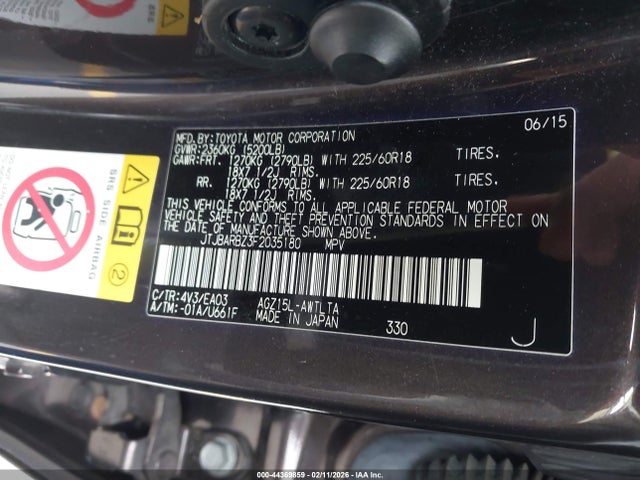 MFD.BY:TOYOTA MOTOR CORPORATION 06/15
GVWR:2360KG (5200LB)
GAWR:FRT. 1270KG (2790LB) WITH 225/60R18 TIRES.
18X7 1/2J RIMS.
RR. 1270KG (2790LB) WITH 225/60R18 TIRES.
18X7 1/2J RIMS.
THIS VEHICLE CONFORMS TO ALL APPLICABLE FEDERAL MOTOR
VEHICLE SAFETY AND THEFT PREVENTION STANDARDS IN EFFECT ON
THE DATE OF MANUFACTURE SHOWN ABOVE.
JTJBARBZ3F2035180 MPV
C/TR:4V3/EA03 AGZ15L-AWTLTA
A/TM:-01A/U661F MADE IN JAPAN 330 J
SRS SIDE AIRBAG
2
SRS
000-44369859 - 02/11/2026 - IAA Inc.